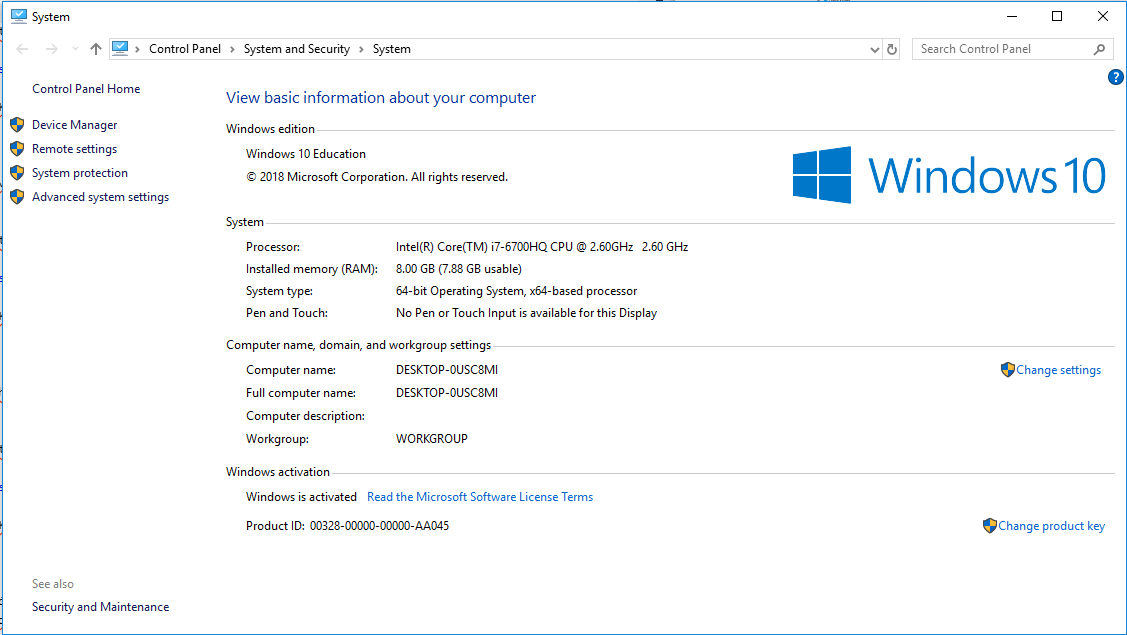 System
Control Panel > System and Security > System
Search Control Panel
?
Control Panel Home
Device Manager
Remote settings
System protection
Advanced system settings
View basic information about your computer
Windows edition
Windows 10 Education
© 2018 Microsoft Corporation. All rights reserved.
Windows 10
System
Processor: Intel(R) Core(TM) i7-6700HQ CPU @ 2.60GHz 2.60 GHz
Installed memory (RAM): 8.00 GB (7.88 GB usable)
System type: 64-bit Operating System, x64-based processor
Pen and Touch: No Pen or Touch Input is available for this Display
Computer name, domain, and workgroup settings
Computer name: DESKTOP-0USC8MI Change settings
Full computer name: DESKTOP-0USC8MI
Computer description:
Workgroup: WORKGROUP
Windows activation
Windows is activated Read the Microsoft Software License Terms
Product ID: 00328-00000-00000-AA045 Change product key
See also
Security and Maintenance